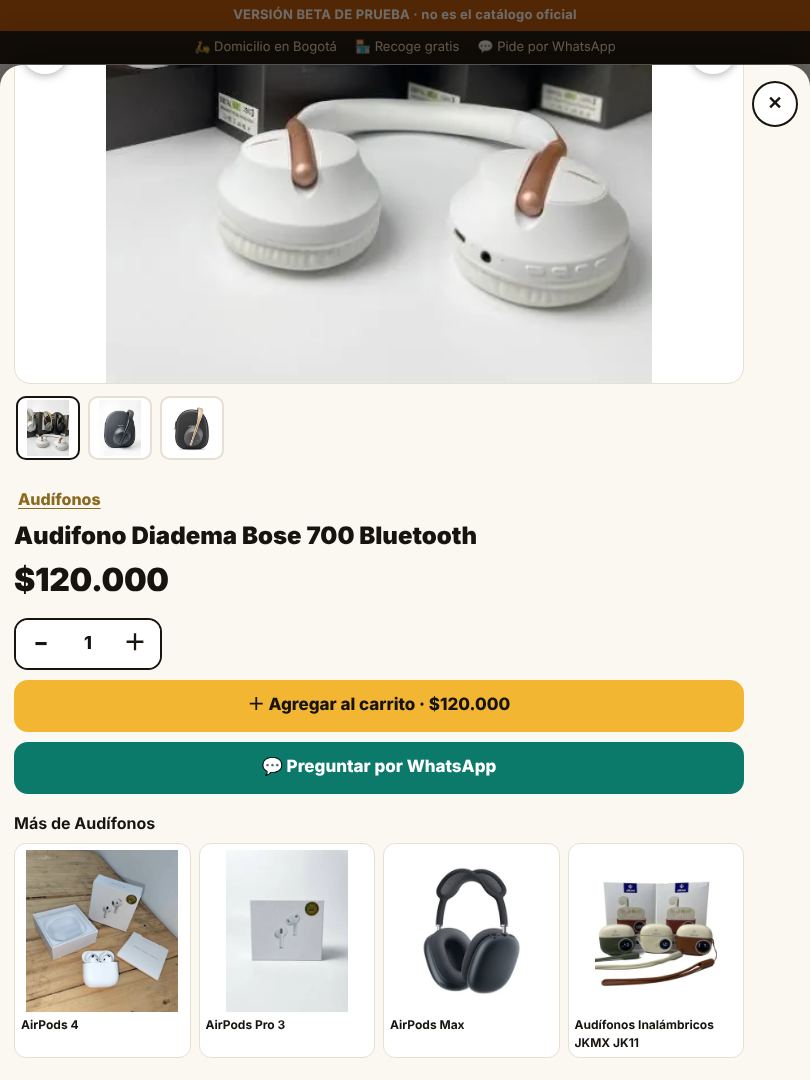 VERSIÓN BETA DE PRUEBA · no es el catálogo oficial
🛵 Domicilio en Bogotá 🏪 Recoge gratis 💬 Pide por WhatsApp
×
Audífonos
Audifono Diadema Bose 700 Bluetooth
$120.000
– 1 +
+ Agregar al carrito · $120.000
💬 Preguntar por WhatsApp
Más de Audífonos
AirPods 4
AirPods Pro 3
AirPods Max
Audífonos Inalámbricos
JKMX JK11